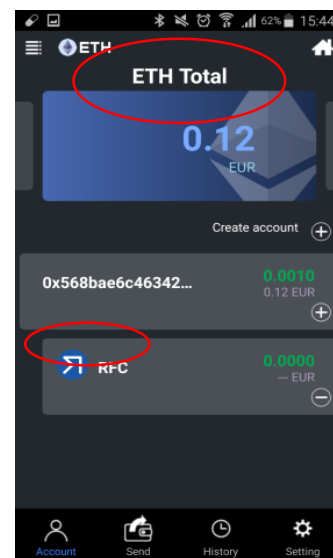 62% 15:44
ETH
ETH Total
0.12
EUR
Create account
0x568bae6c46342...
0.0010
0.12 EUR
RFC
0.0000
— EUR
Account Send History Setting